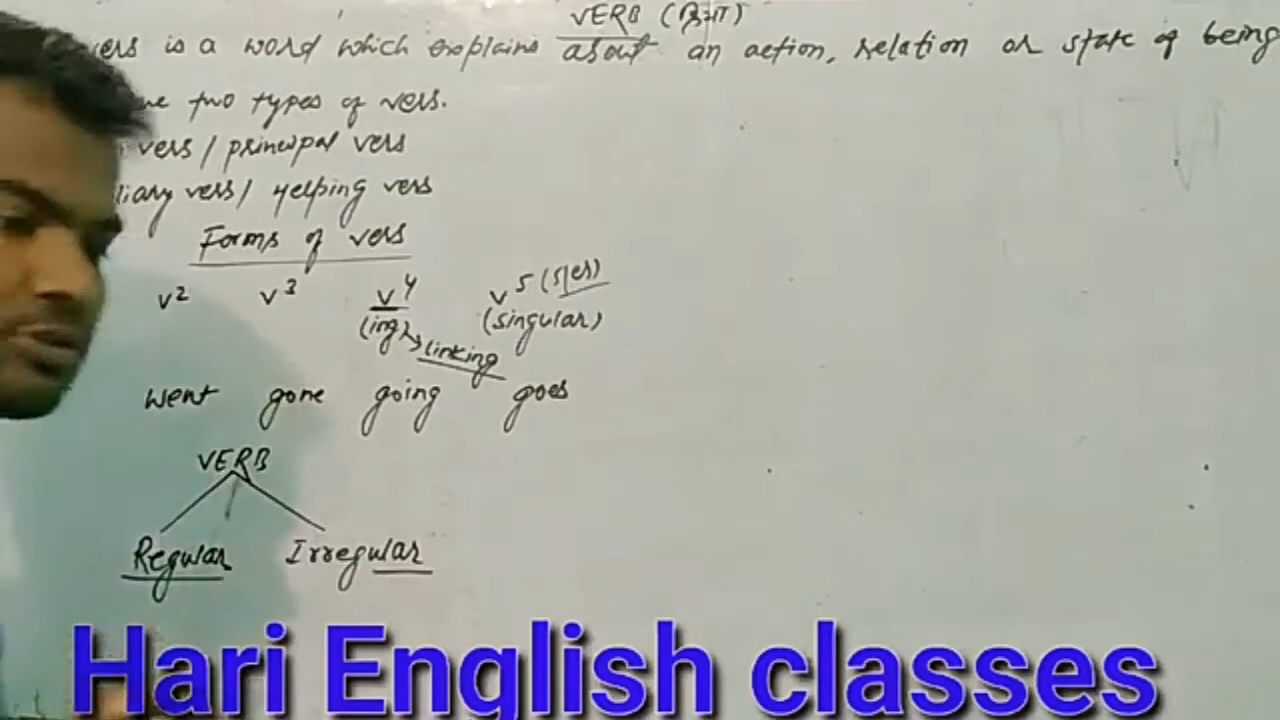 VERB (क्रिया)
is a word which explains about an action, relation or state of being
two types of verb.
verb / principal verb
liary verb / Helping verb
Forms of verb
v2 v3 v4 v5 (s/es)
(ing) (singular)
linking
went gone going goes
VERB
Regular Irregular
Hari English classes